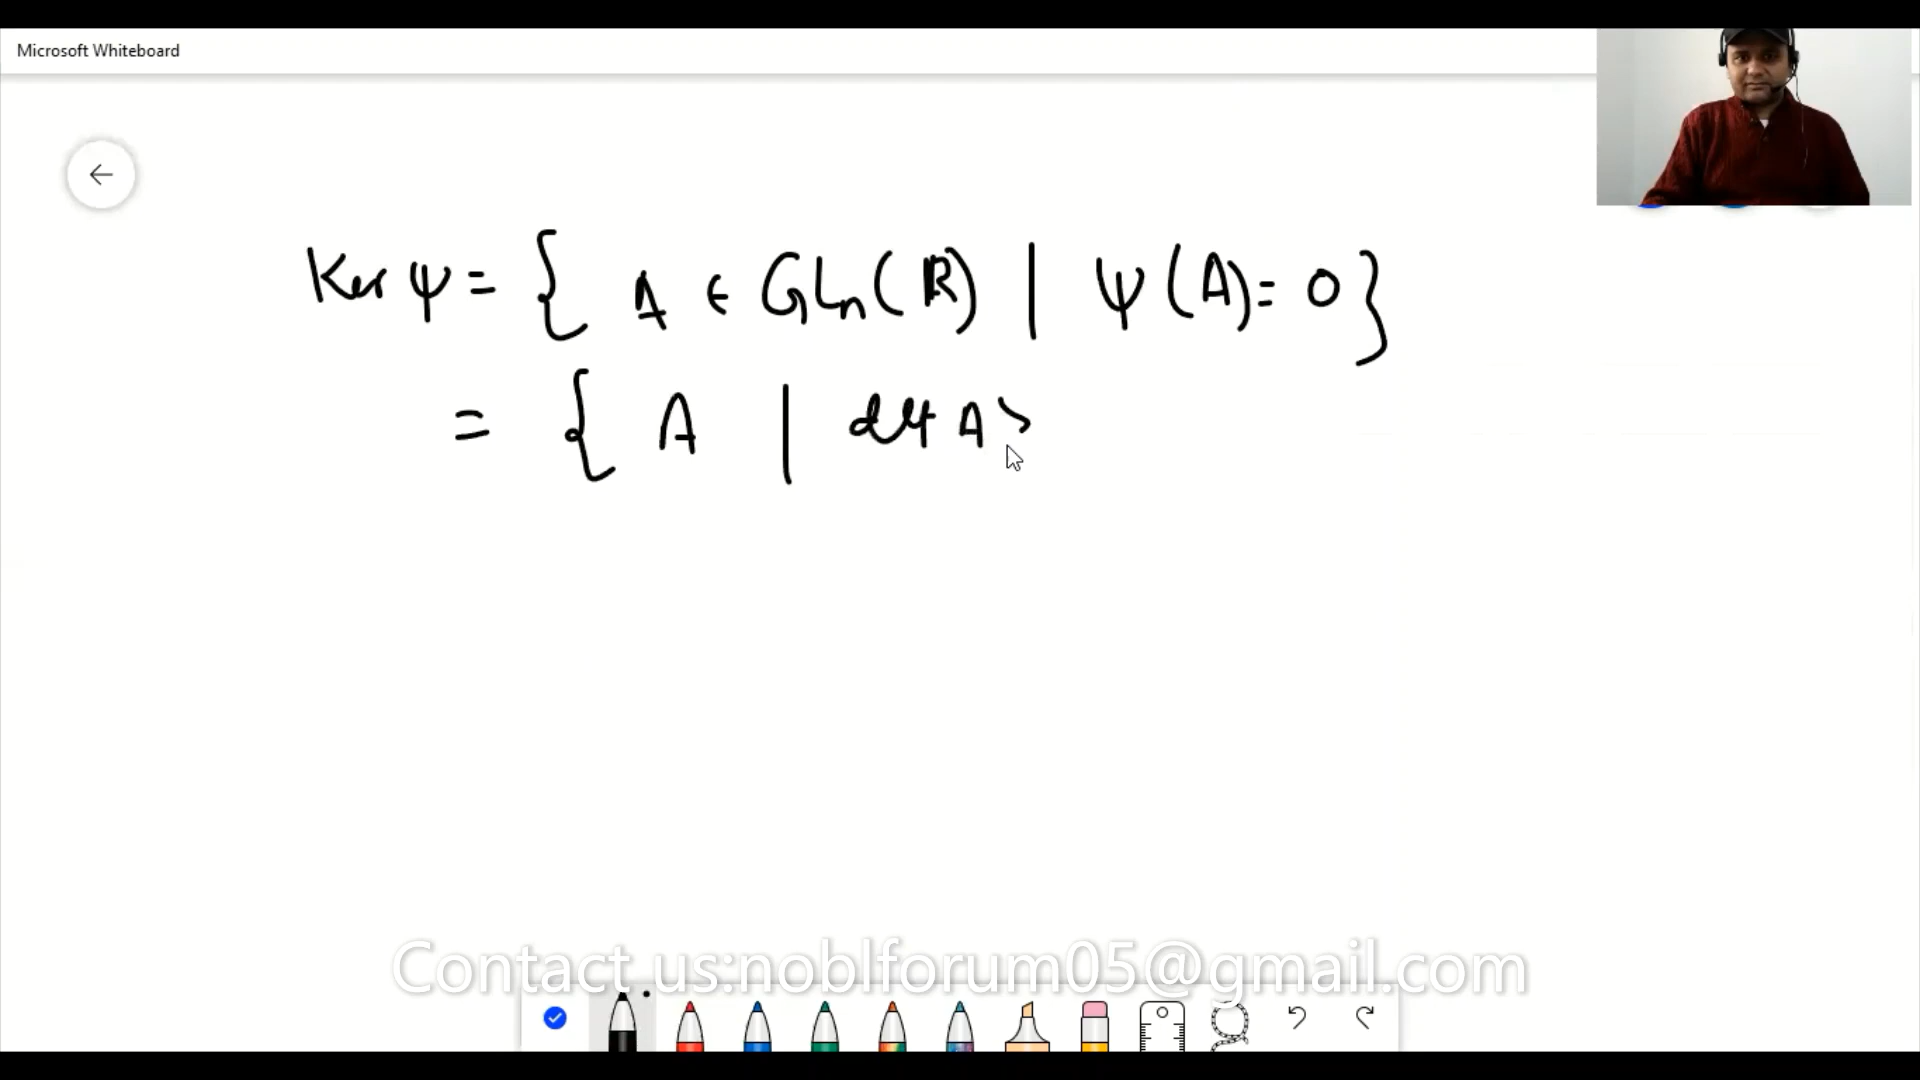 Microsoft Whiteboard
Ker ψ = { A ∈ GLn(ℝ) | ψ(A) = 0 }
= { A | det A >
Contact us:noblforum05@gmail.com